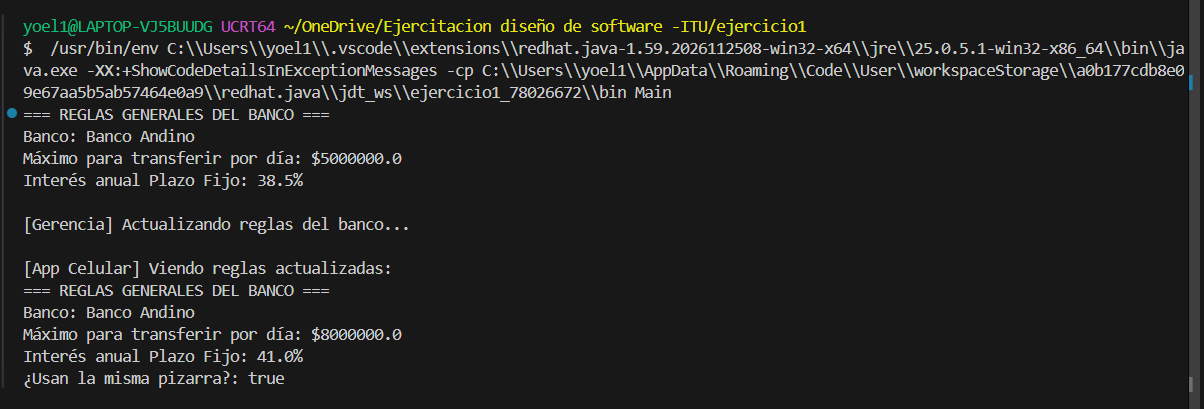 yoel1@LAPTOP-VJ5BUUDG UCRT64 ~/OneDrive/Ejercitacion diseño de software -ITU/ejercicio1
$  /usr/bin/env C:\\Users\\yoel1\\.vscode\\extensions\\redhat.java-1.59.2026112508-win32-x64\\jre\\25.0.5.1-win32-x86_64\\bin\\ja
va.exe -XX:+ShowCodeDetailsInExceptionMessages -cp C:\\Users\\yoel1\\AppData\\Roaming\\Code\\User\\workspaceStorage\\a0b177cdb8e0
9e67aa5b5ab57464e0a9\\redhat.java\\jdt_ws\\ejercicio1_78026672\\bin Main
=== REGLAS GENERALES DEL BANCO ===
Banco: Banco Andino
Máximo para transferir por día: $5000000.0
Interés anual Plazo Fijo: 38.5%
[Gerencia] Actualizando reglas del banco...
[App Celular] Viendo reglas actualizadas:
=== REGLAS GENERALES DEL BANCO ===
Banco: Banco Andino
Máximo para transferir por día: $8000000.0
Interés anual Plazo Fijo: 41.0%
¿Usan la misma pizarra?: true